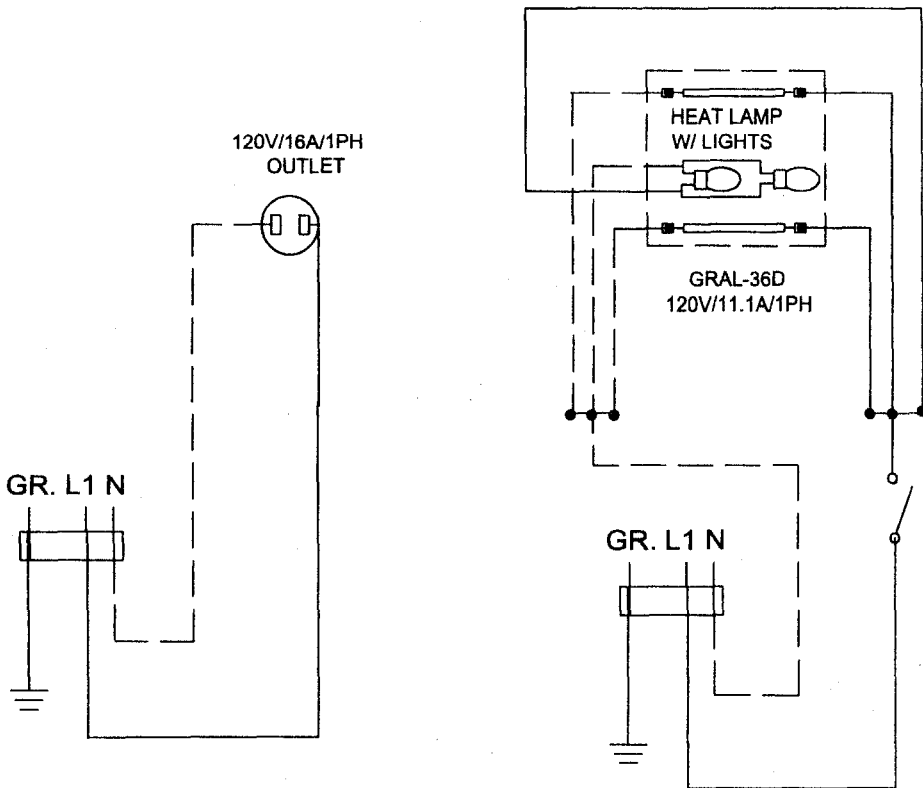 120V/16A/1PH
OUTLET
GR. L1 N
HEAT LAMP
W/ LIGHTS
GRAL-36D
120V/11.1A/1PH
GR. L1 N